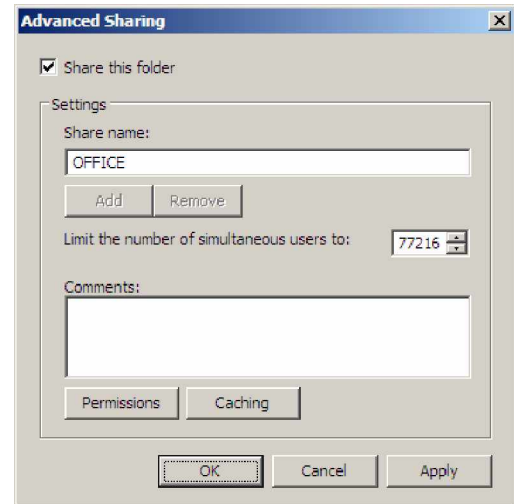 Advanced Sharing
Share this folder
Settings
Share name:
OFFICE
Add Remove
Limit the number of simultaneous users to: 77216
Comments:
Permissions Caching
OK Cancel Apply